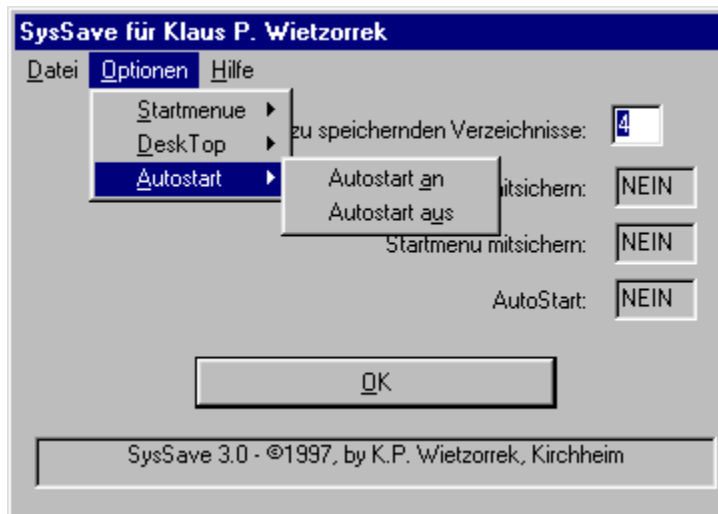 SysSave für Klaus P. Wietzorrek
Datei Optionen Hilfe
Startmenue
zu speichernden Verzeichnisse: 4
DeskTop
Autostart
Autostart an
NEIN
Autostart aus
Startmenu mitsichern: NEIN
AutoStart: NEIN
OK
SysSave 3.0 - ©1997, by K.P. Wietzorrek, Kirchheim